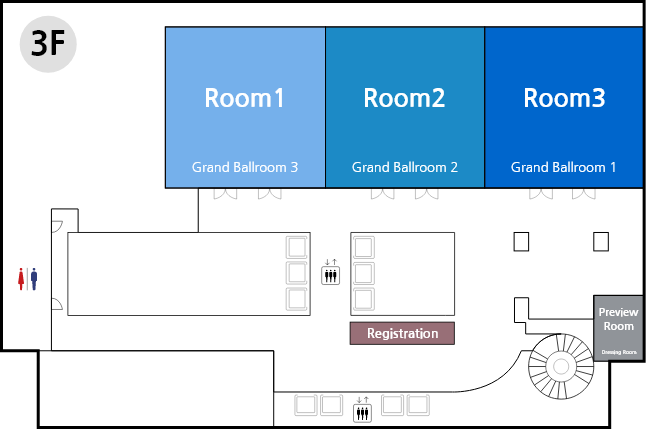 3F
Room1
Room2
Room3
Grand Ballroom 3
Grand Ballroom 2
Grand Ballroom 1
Preview
Room
Dressing Room
Registration